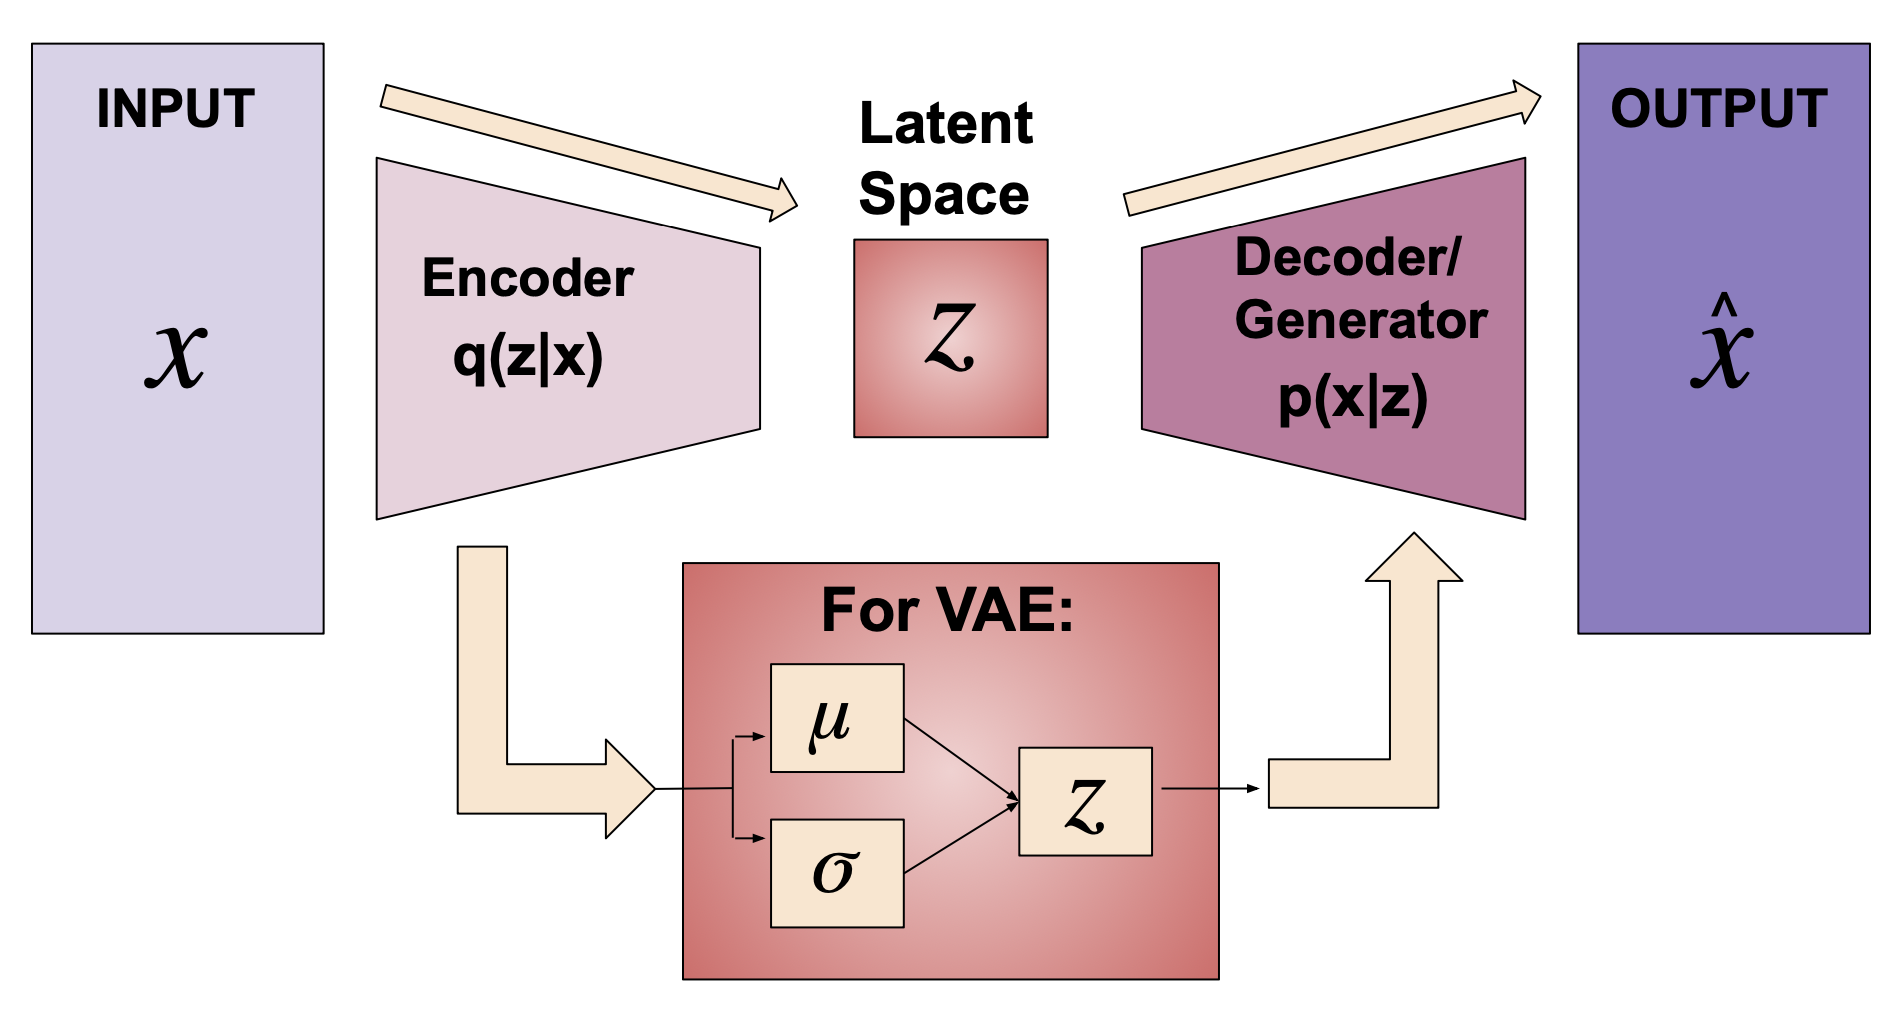 INPUT
x
Encoder
q(z|x)
Latent
Space
z
Decoder/
Generator
p(x|z)
OUTPUT
x̂
For VAE:
μ
σ
z